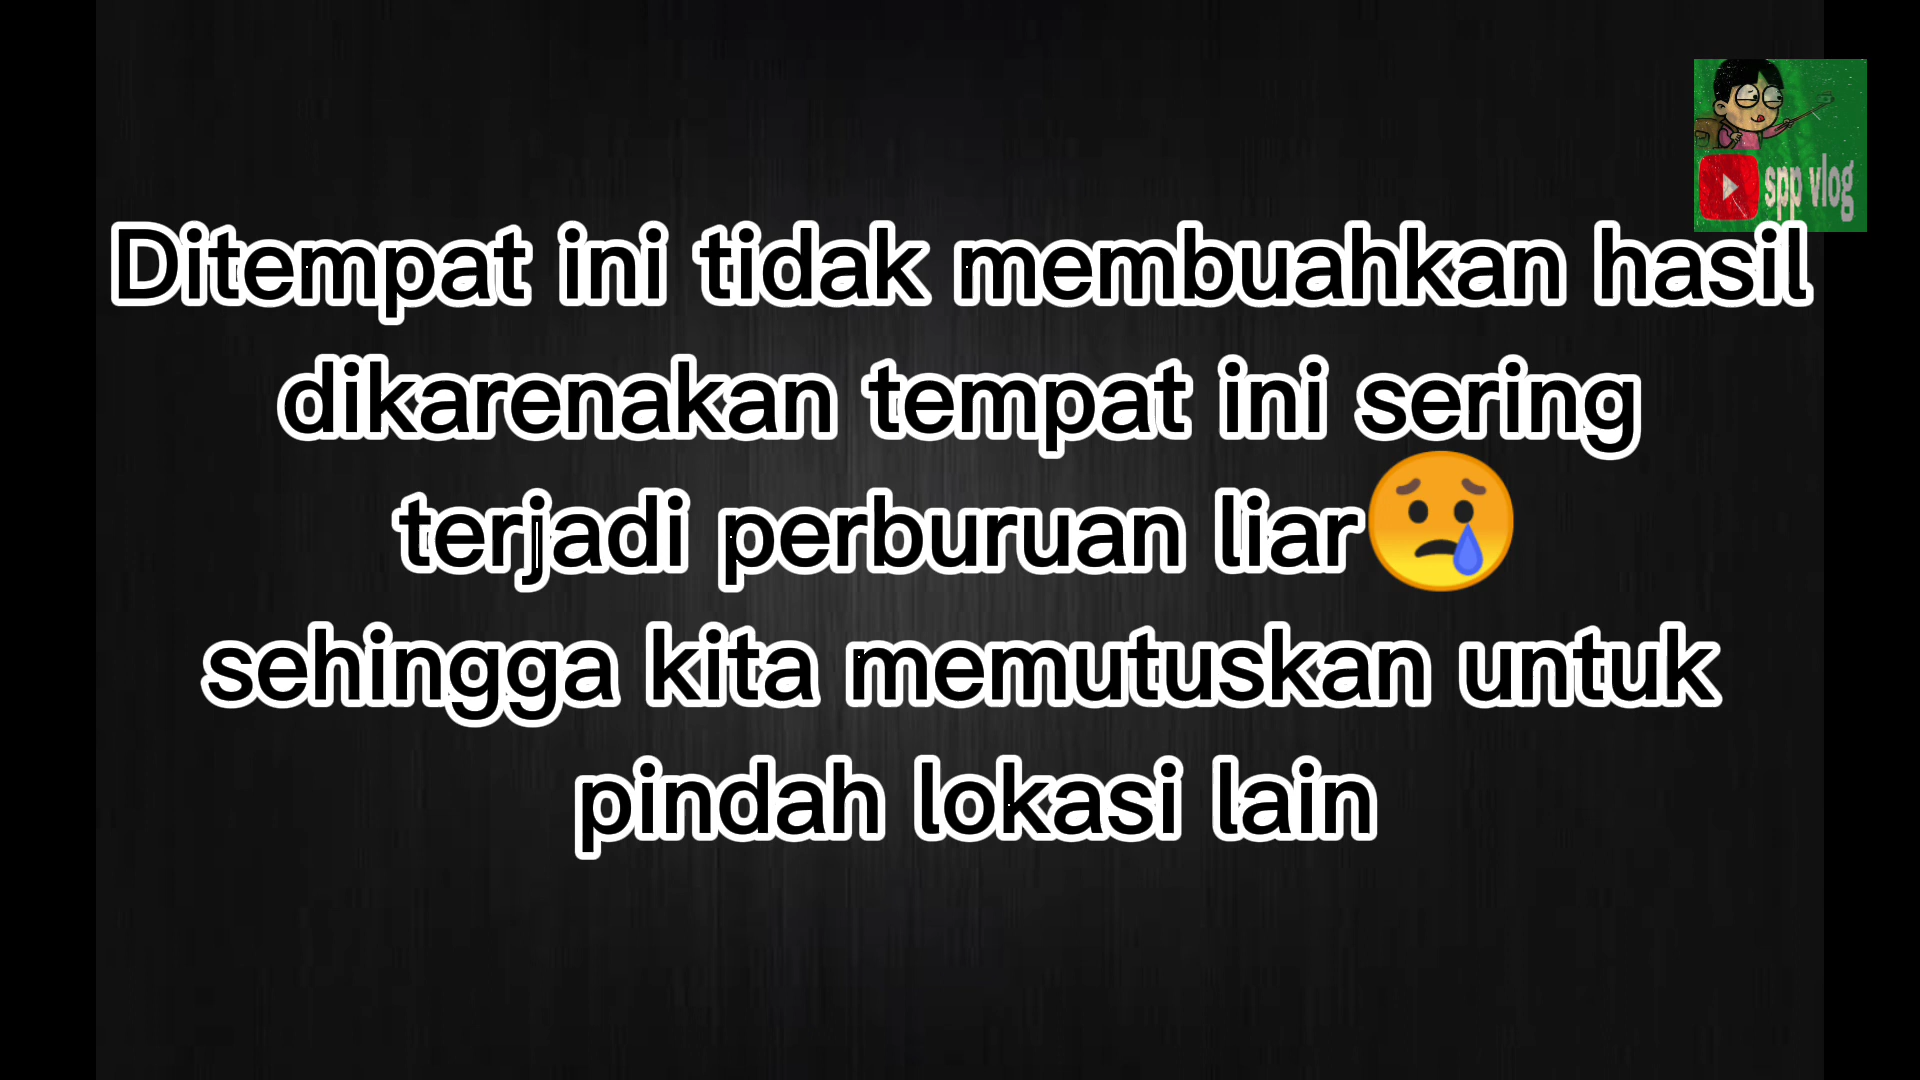 spp vlog
Ditempat ini tidak membuahkan hasil
dikarenakan tempat ini sering
terjadi perburuan liar😢
sehingga kita memutuskan untuk
pindah lokasi lain